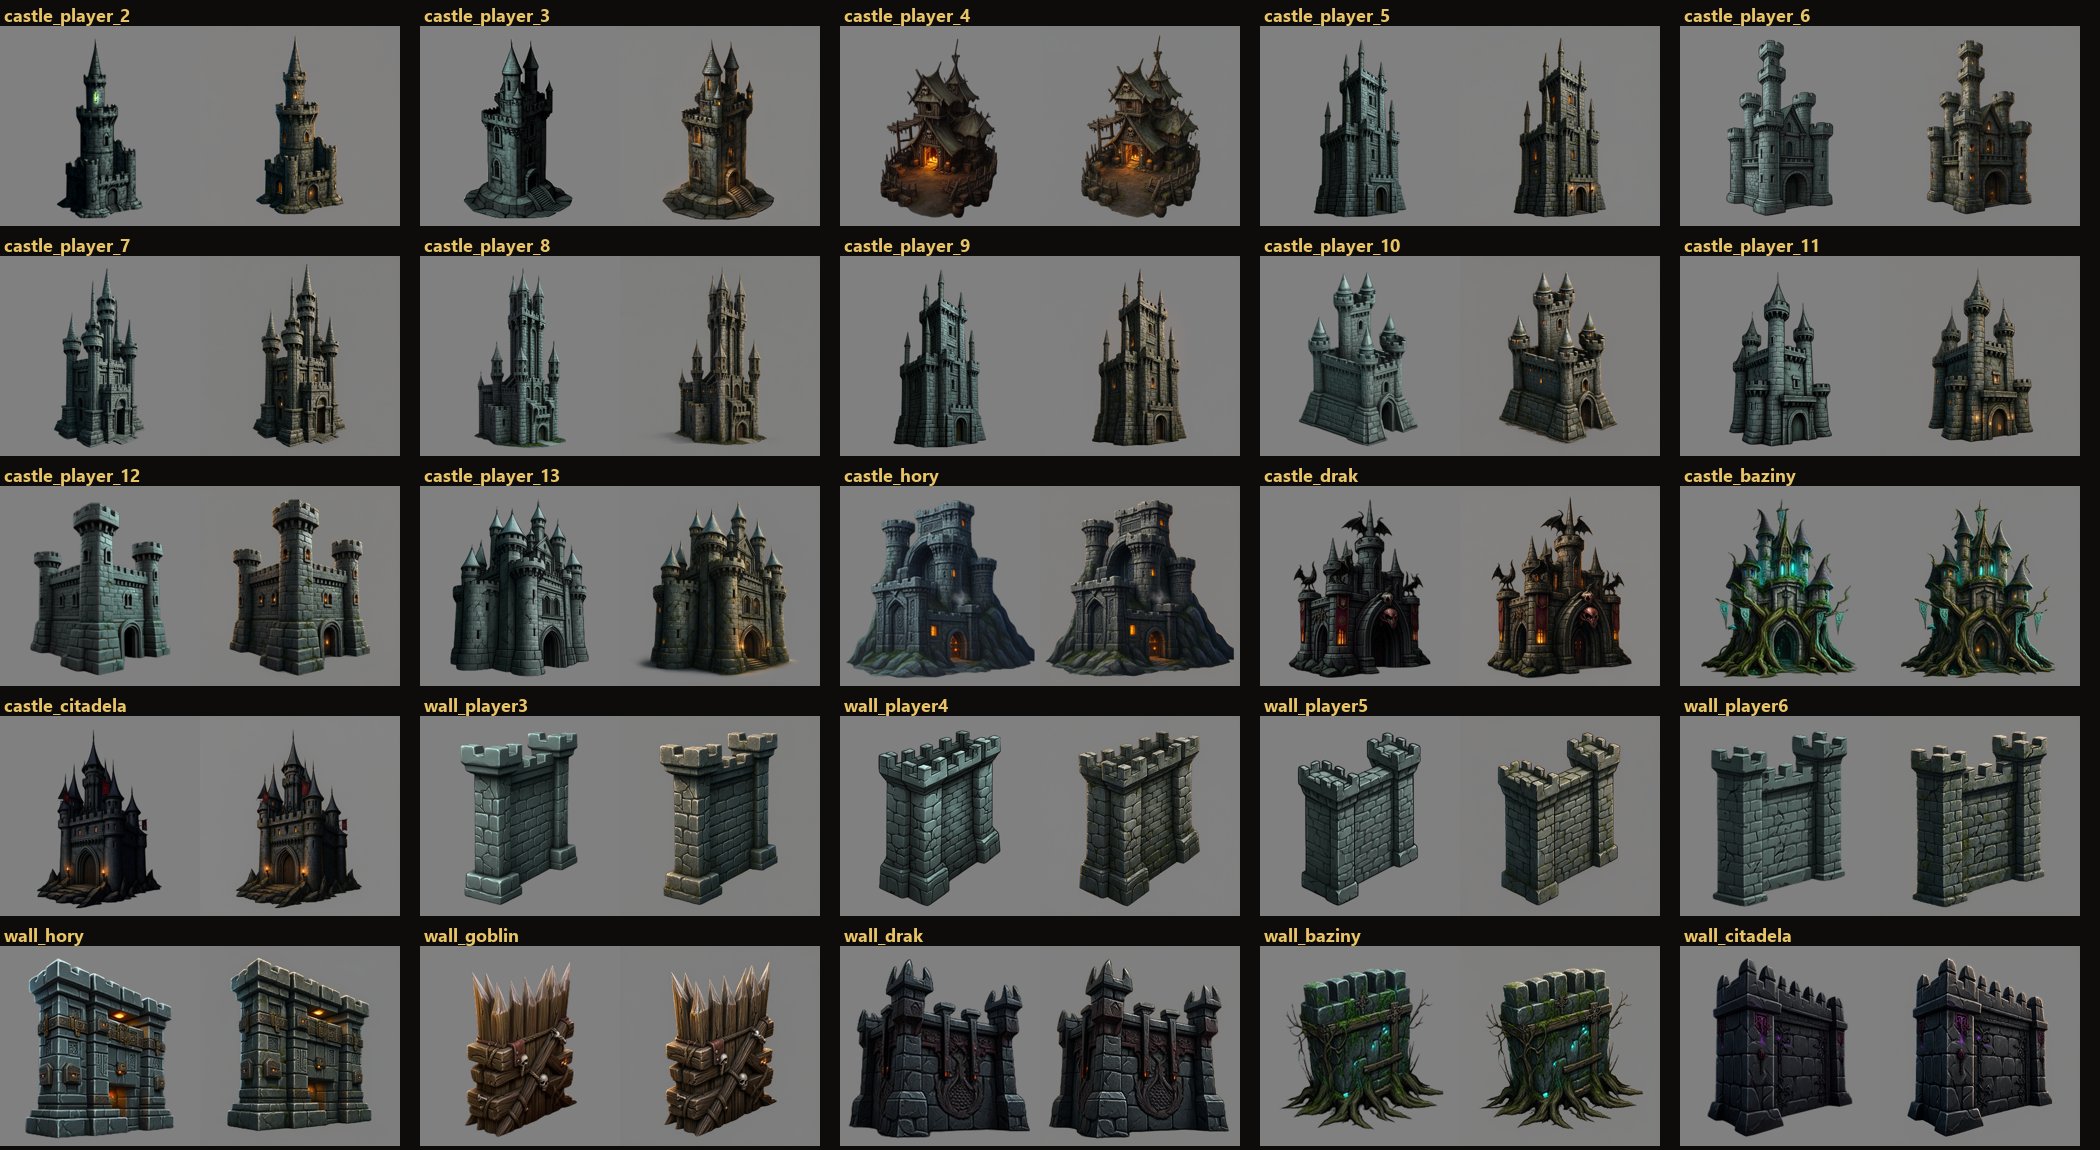 castle_player_2
castle_player_3
castle_player_4
castle_player_5
castle_player_6
castle_player_7
castle_player_8
castle_player_9
castle_player_10
castle_player_11
castle_player_12
castle_player_13
castle_hory
castle_drak
castle_baziny
castle_citadela
wall_player3
wall_player4
wall_player5
wall_player6
wall_hory
wall_goblin
wall_drak
wall_baziny
wall_citadela